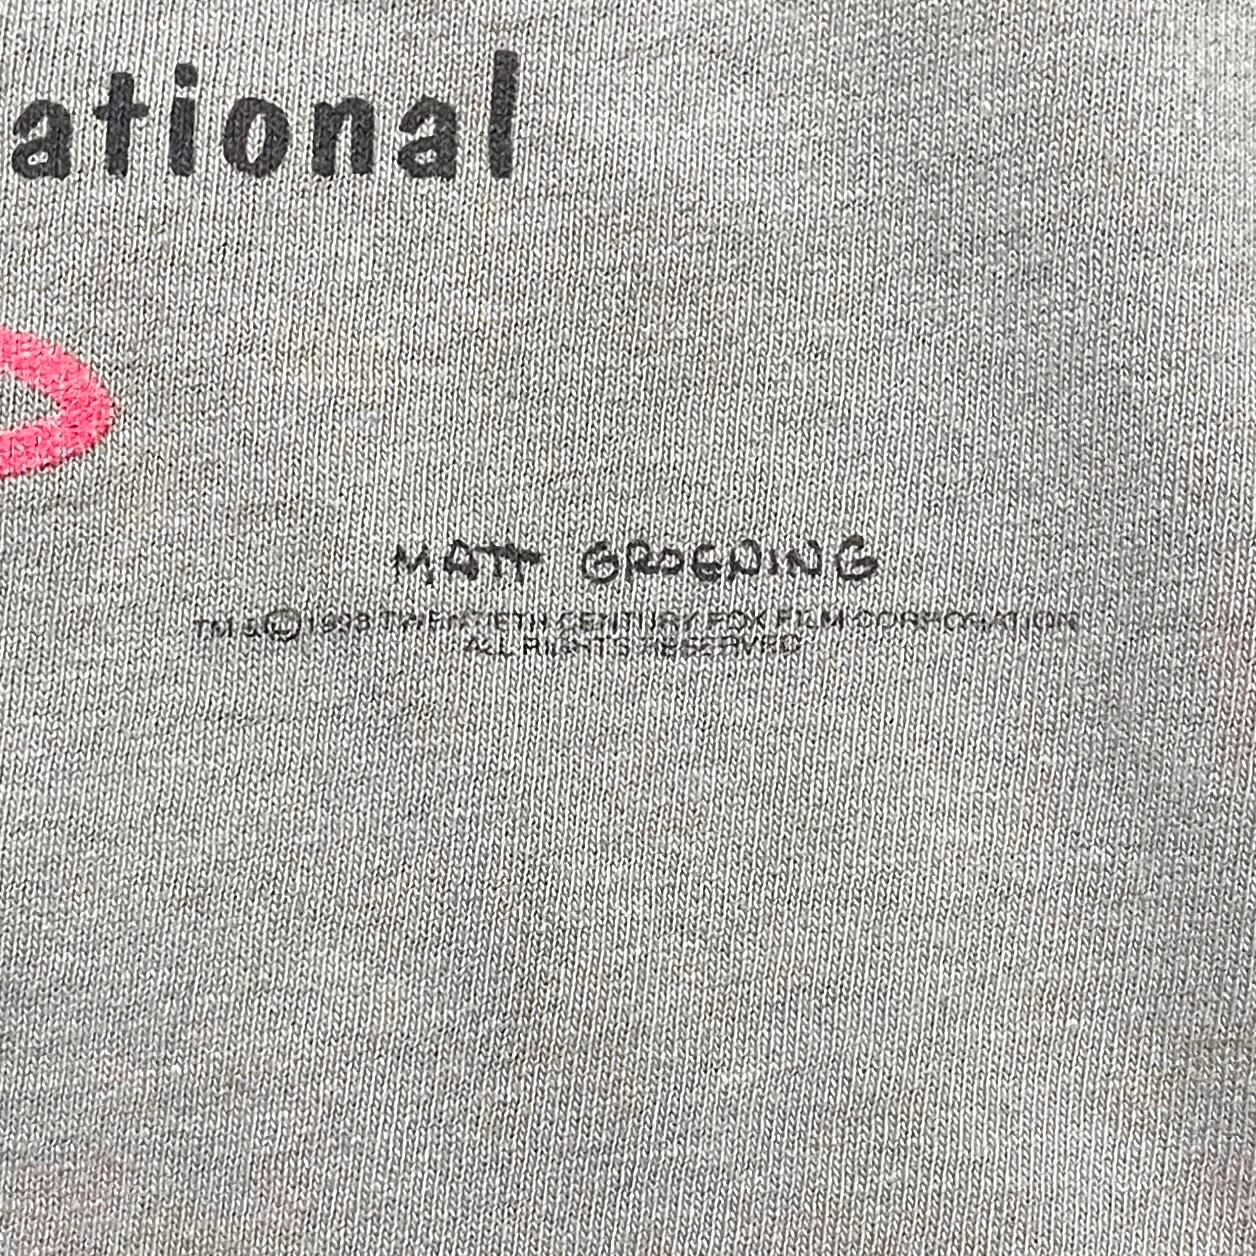 ational
MATT GROENING
TM & © 1998 TWENTIETH CENTURY FOX FILM CORPORATION
ALL RIGHTS RESERVED